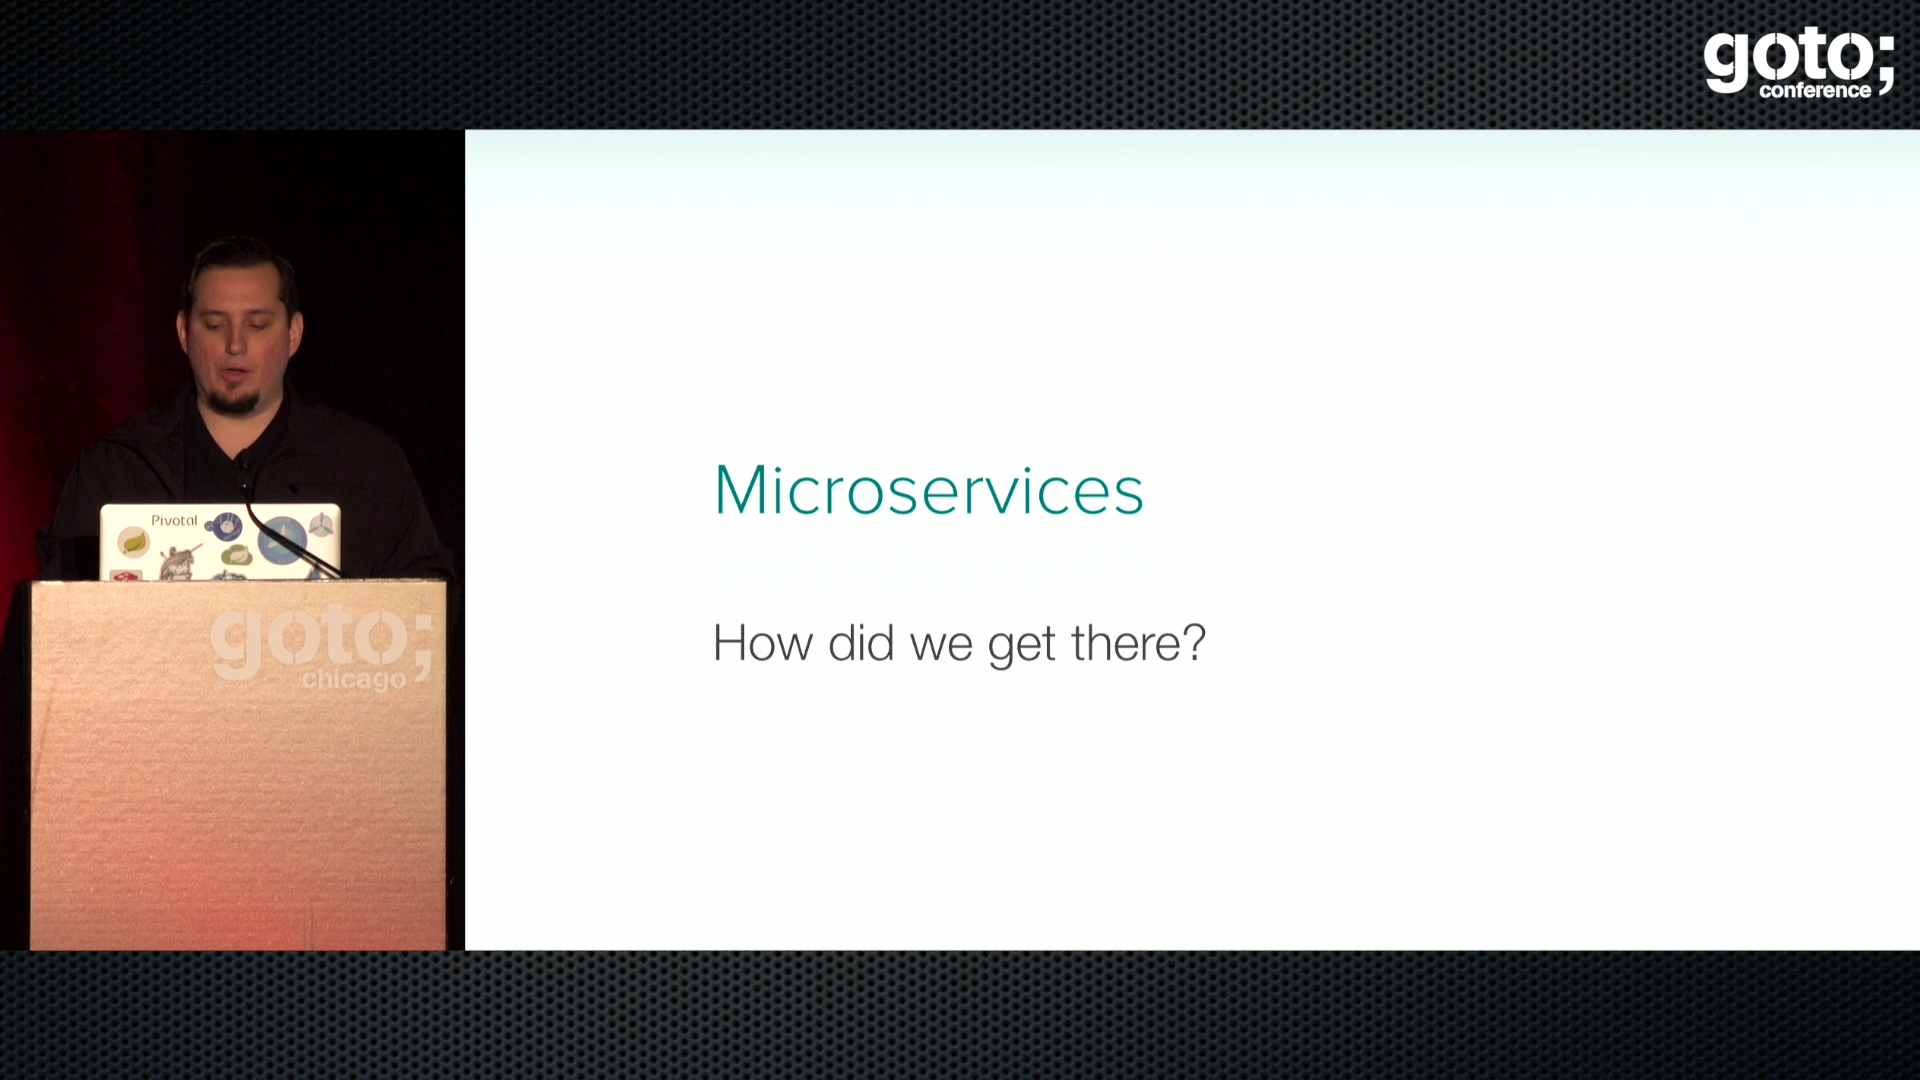 goto;
conference
Microservices
How did we get there?
Pivotal
goto;
chicago